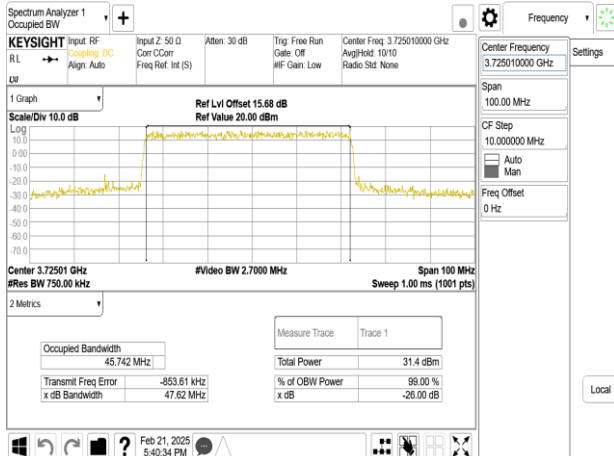 Spectrum Analyzer 1
Occupied BW
+
Frequency
KEYSIGHT
RL
LXI
Input: RF
Coupling: DC
Align: Auto
Input Z: 50 Ω
Corr CCorr
Freq Ref: Int (S)
Atten: 30 dB
Trig: Free Run
Gate: Off
#IF Gain: Low
Center Freq: 3.725010000 GHz
Avg|Hold: 10/10
Radio Std: None
Center Frequency
3.725010000 GHz
Settings
Span
100.00 MHz
CF Step
10.000000 MHz
Auto
Man
Freq Offset
0 Hz
Local
1 Graph
Scale/Div 10.0 dB
Ref Lvl Offset 15.68 dB
Ref Value 20.00 dBm
Log
10.0
0.00
-10.0
-20.0
-30.0
-40.0
-50.0
-60.0
-70.0
Center 3.72501 GHz
#Res BW 750.00 kHz
#Video BW 2.7000 MHz
Span 100 MHz
Sweep 1.00 ms (1001 pts)
2 Metrics
Measure Trace Trace 1
Occupied Bandwidth
45.742 MHz
Total Power 31.4 dBm
Transmit Freq Error -853.61 kHz
% of OBW Power 99.00 %
x dB Bandwidth 47.62 MHz
x dB -26.00 dB
?
Feb 21, 2025
5:40:34 PM